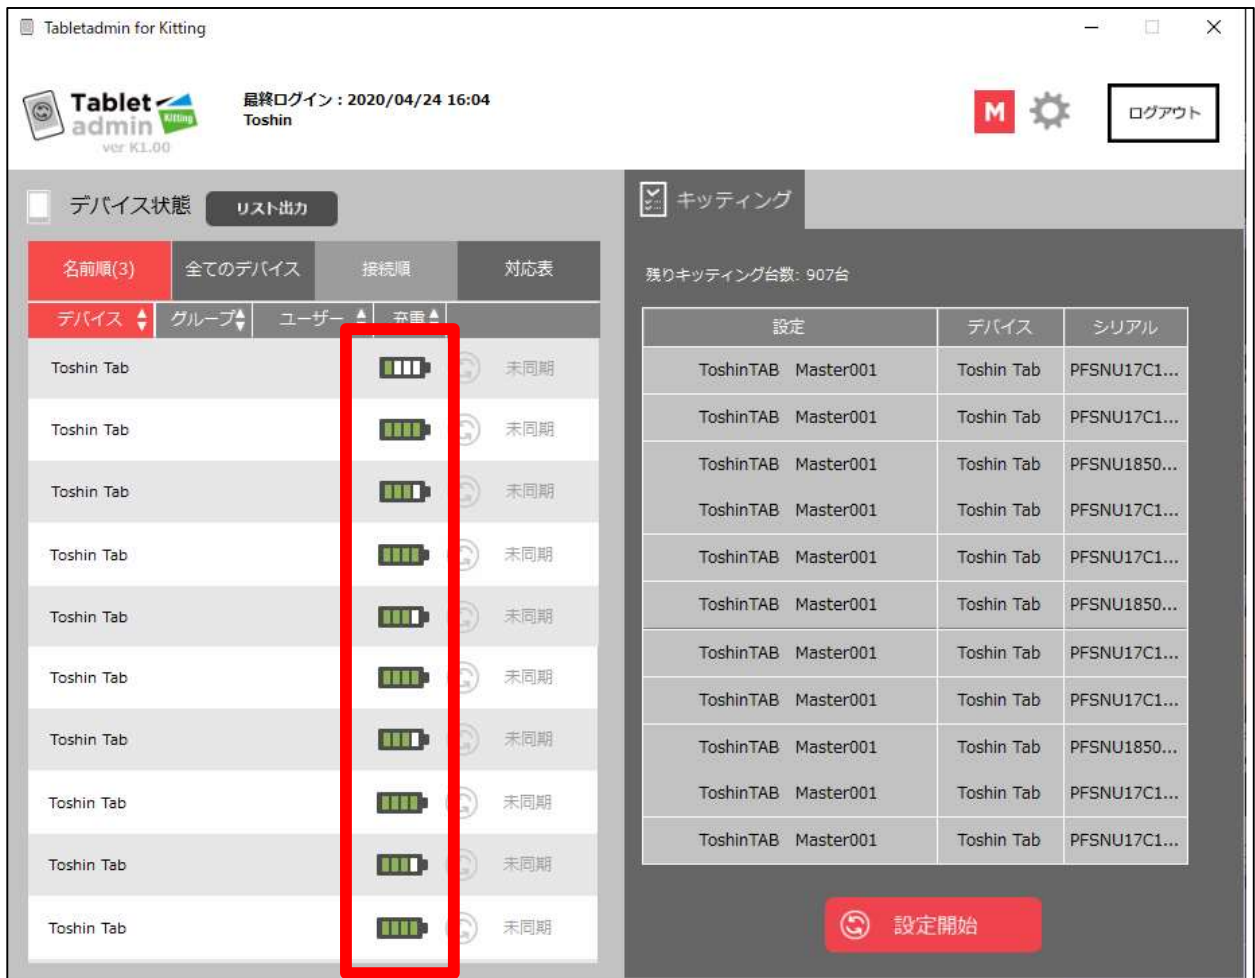 Tabletadmin for Kitting
Tablet
admin
Kitting
ver K1.00
最終ログイン : 2020/04/24 16:04
Toshin
M
ログアウト
デバイス状態
リスト出力
名前順(3) 全てのデバイス 接続順 対応表
デバイス グループ ユーザー 充電
Toshin Tab 未同期
Toshin Tab 未同期
Toshin Tab 未同期
Toshin Tab 未同期
Toshin Tab 未同期
Toshin Tab 未同期
Toshin Tab 未同期
Toshin Tab 未同期
Toshin Tab 未同期
Toshin Tab 未同期
キッティング
残りキッティング台数: 907台
設定 デバイス シリアル
ToshinTAB Master001 Toshin Tab PFSNU17C1...
ToshinTAB Master001 Toshin Tab PFSNU17C1...
ToshinTAB Master001 Toshin Tab PFSNU1850...
ToshinTAB Master001 Toshin Tab PFSNU17C1...
ToshinTAB Master001 Toshin Tab PFSNU17C1...
ToshinTAB Master001 Toshin Tab PFSNU1850...
ToshinTAB Master001 Toshin Tab PFSNU17C1...
ToshinTAB Master001 Toshin Tab PFSNU17C1...
ToshinTAB Master001 Toshin Tab PFSNU1850...
ToshinTAB Master001 Toshin Tab PFSNU17C1...
ToshinTAB Master001 Toshin Tab PFSNU17C1...
設定開始